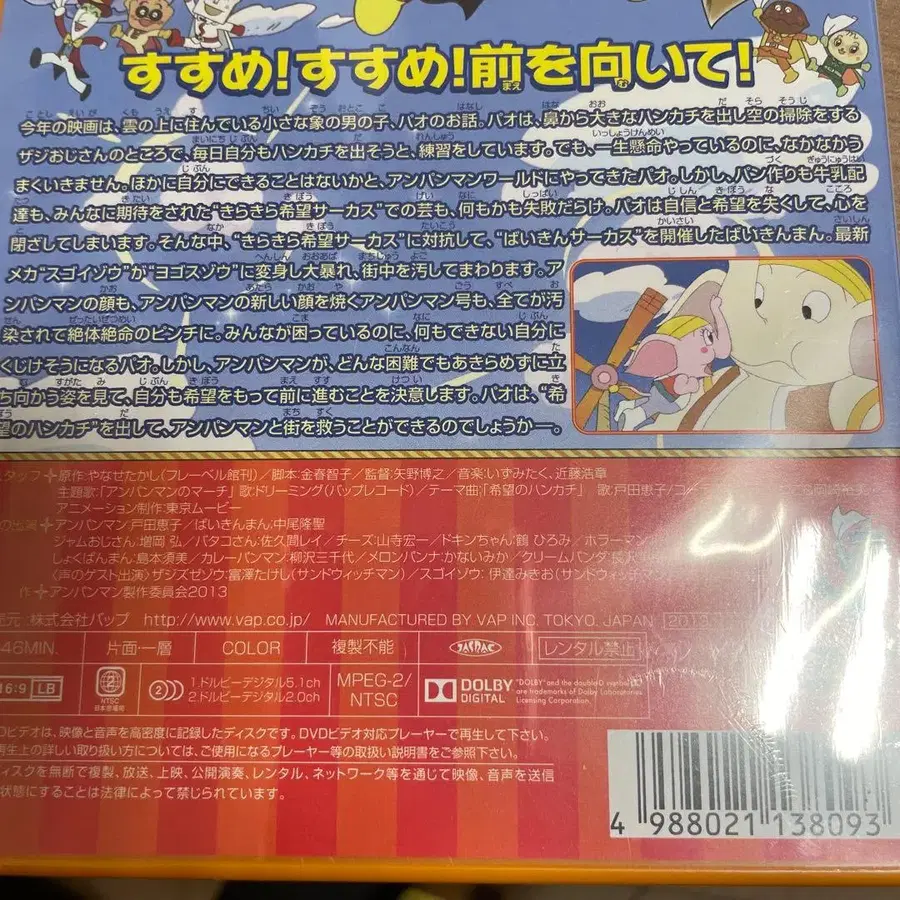 すすめ!すすめ!前を向いて!
今年の映画は、雲の上に住んでいる小さな象の男の子、パオのお話。パオは、鼻から大きなハンカチを出し空の掃除をする
ザジおじさんのところで、毎日自分もハンカチを出そうと、練習をしています。でも、一生懸命やっているのに、なかなかう
まくいきません。ほかに自分にできることはないかと、アンパンマンワールドにやってきたパオ。しかし、パン作りも牛乳配
達も、みんなに期待をされた“きらきら希望サーカス”での芸も、何もかも失敗だらけ。パオは自信と希望を失くして、心を
閉ざしてしまいます。そんな中、“きらきら希望サーカス”に対抗して、“ばいきんサーカス”を開催したばいきんまん。最新
メカ“スゴイゾウ”が“ヨゴスゾウ”に変身し大暴れ、街中を汚してまわります。ア
ンパンマンの顔も、アンパンマンの新しい顔を焼くアンパンマン号も、全てが汚
染されて絶体絶命のピンチに。みんなが困っているのに、何もできない自分に
くじけそうになるパオ。しかし、アンパンマンが、どんな困難でもあきらめずに立
ち向かう姿を見て、自分も希望をもって前に進むことを決意します。パオは、“希
望のハンカチ”を出して、アンパンマンと街を救うことができるのでしょうか―。
スタッフ✢原作:やなせたかし(フレーベル館刊)/脚本:金春智子/監督:矢野博之/音楽:いずみたく、近藤浩章
主題歌:「アンパンマンのマーチ」歌:ドリーミング(バップレコード)/テーマ曲:「希望のハンカチ」 歌:戸田恵子/コー
アニメーション制作:東京ムービー
の出演✢アンパンマン:戸田恵子/ばいきんまん:中尾隆聖
ジャムおじさん:増岡 弘/バタコさん:佐久間レイ/チーズ:山寺宏一/ドキンちゃん:鶴 ひろみ/ホラーマン:
しょくぱんまん:島本須美/カレーパンマン:柳沢三千代/メロンパンナ:かないみか/クリームパンダ:
〈声のゲスト出演〉ザジズゼゾウ:富澤たけし(サンドウィッチマン)/スゴイゾウ:伊達みきお(サンドウィッチマン
作✢アンパンマン製作委員会2013
発売元:株式会社バップ http://www.vap.co.jp/ MANUFACTURED BY VAP INC. TOKYO, JAPAN 2013
46MIN. 片面・一層 COLOR 複製不能 JASRAC レンタル禁止
16:9 LB 2 NTSC 日本市場向 2 1.ドルビーデジタル5.1ch 2.ドルビーデジタル2.0ch MPEG-2/NTSC DOLBY DIGITAL "DOLBY" and the double-D symbol are trademarks of Dolby Laboratories Licensing Corporation.
DVDビデオは、映像と音声を高密度に記録したディスクです。DVDビデオ対応プレーヤーで再生して下さい。
再生上の詳しい取り扱い方については、ご使用になるプレーヤー等の取扱い説明書をご参照下さい。
ディスクを無断で複製、放送、上映、公開演奏、レンタル、ネットワーク等を通じて映像、音声を送信
状態にすることは法律によって禁じられています。
4 988021 138093